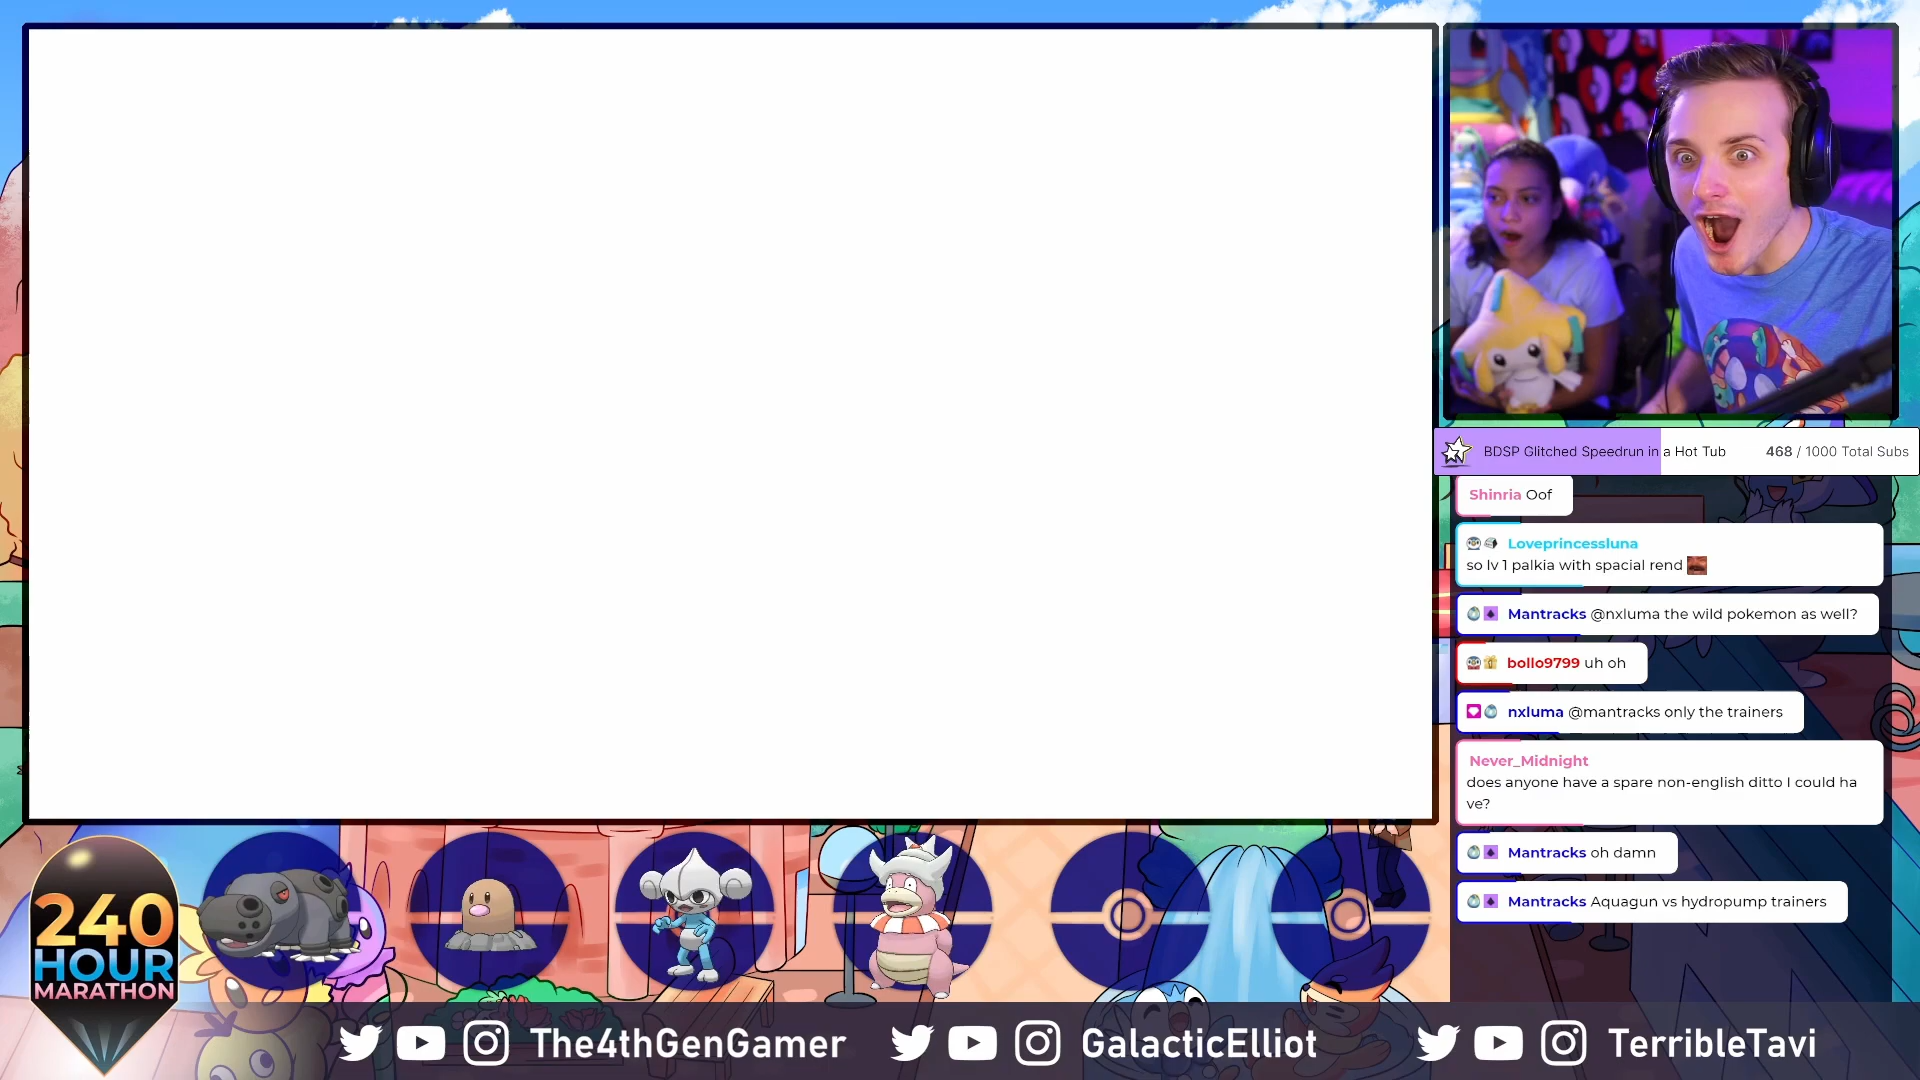 BDSP Glitched Speedrun in a Hot Tub 468 / 1000 Total Subs
Shinria Oof
Loveprincessluna
so lv 1 palkia with spacial rend
Mantracks @nxluma the wild pokemon as well?
bollo9799 uh oh
nxluma @mantracks only the trainers
Never_Midnight
does anyone have a spare non-english ditto I could ha
ve?
Mantracks oh damn
Mantracks Aquagun vs hydropump trainers
240
HOUR
MARATHON
The4thGenGamer GalacticElliot TerribleTavi